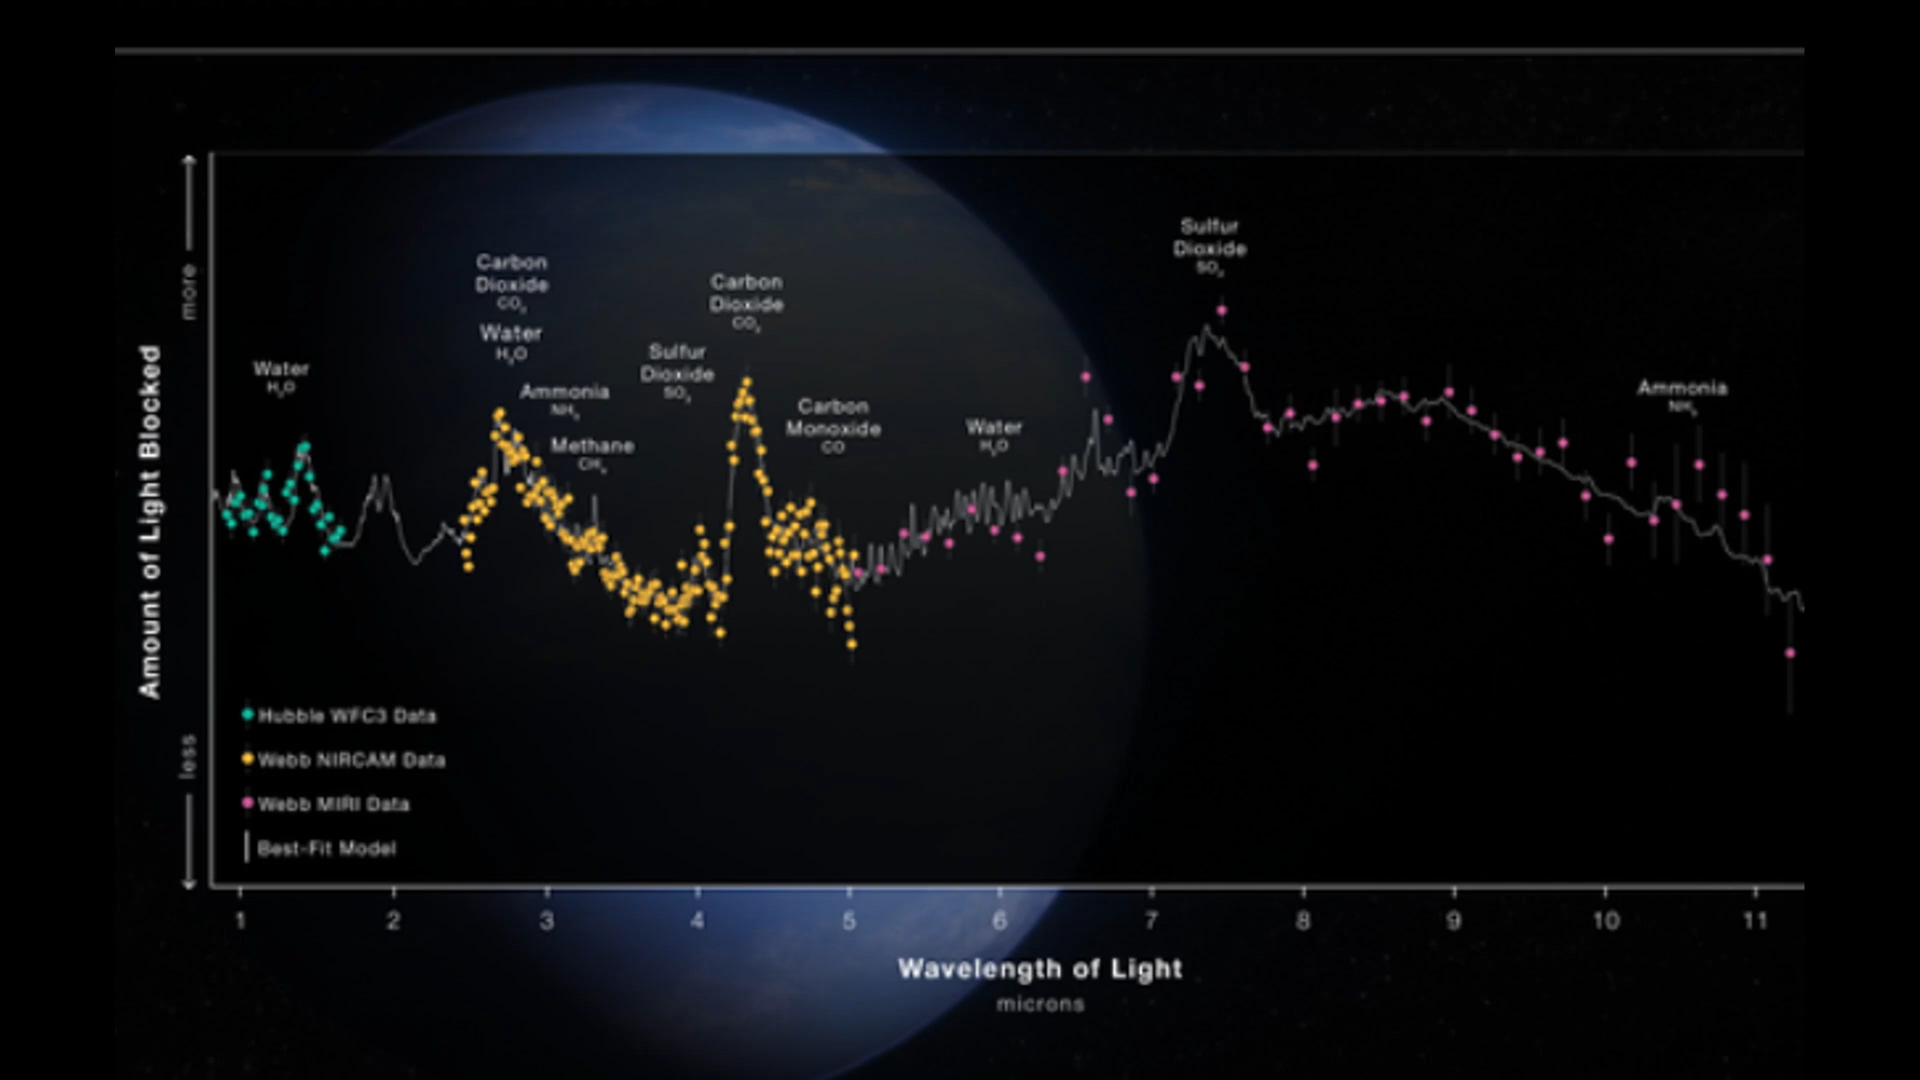 Sulfur
Dioxide
SO₂
Carbon
Dioxide
CO₂
Water
H₂O
Carbon
Dioxide
CO₂
Sulfur
Dioxide
SO₂
Water
H₂O
Ammonia
NH₃
Methane
CH₄
Carbon
Monoxide
CO
Water
H₂O
Ammonia
NH₃
more
Amount of Light Blocked
less
Hubble WFC3 Data
Webb NIRCAM Data
Webb MIRI Data
Best-Fit Model
1 2 3 4 5 6 7 8 9 10 11
Wavelength of Light
microns